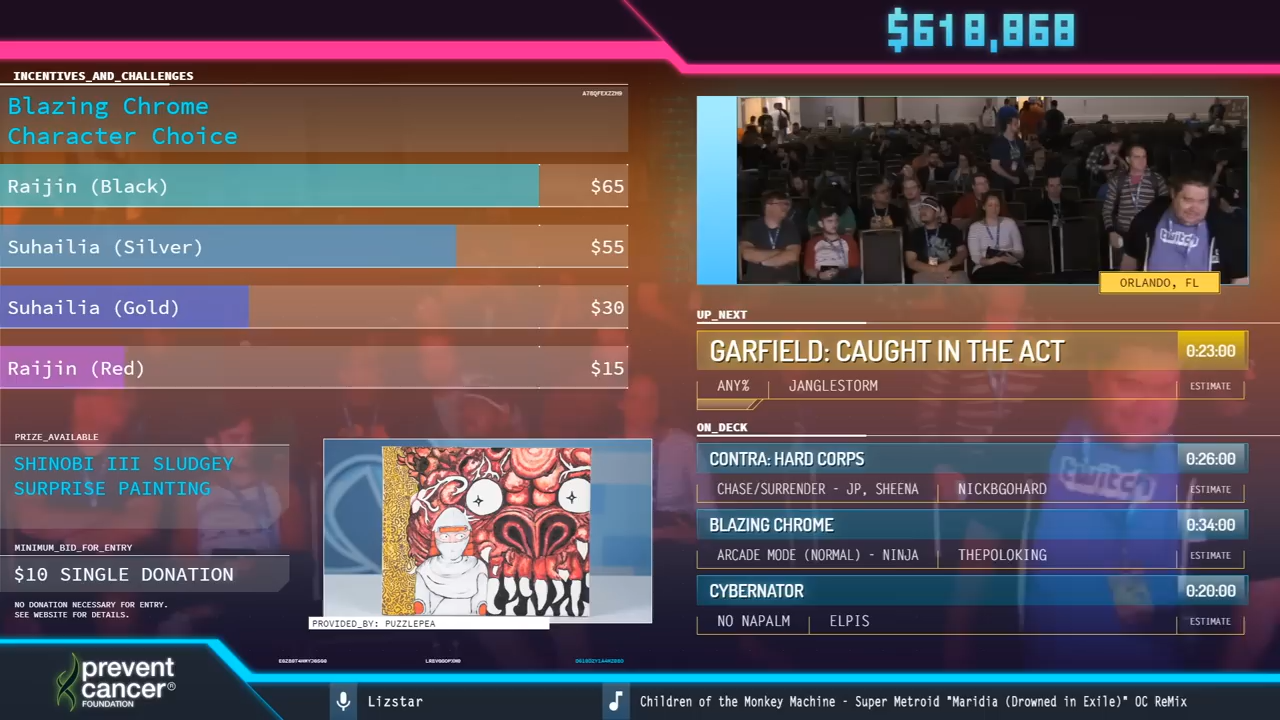 $618,868
INCENTIVES_AND_CHALLENGES
Blazing Chrome
Character Choice
Raijin (Black)
$65
Suhailia (Silver)
$55
Suhailia (Gold)
$30
Raijin (Red)
$15
PRIZE_AVAILABLE
SHINOBI III SLUDGEY
SURPRISE PAINTING
MINIMUM_BID_FOR_ENTRY
$10 SINGLE DONATION
NO DONATION NECESSARY FOR ENTRY.
SEE WEBSITE FOR DETAILS.
PROVIDED_BY: PUZZLEPEA
twitch
ORLANDO, FL
UP_NEXT
GARFIELD: CAUGHT IN THE ACT
0:23:00
ANY%
JANGLESTORM
ESTIMATE
ON_DECK
CONTRA: HARD CORPS
0:26:00
CHASE/SURRENDER - JP, SHEENA
NICKBGOHARD
ESTIMATE
BLAZING CHROME
0:34:00
ARCADE MODE (NORMAL) - NINJA
THEPOLOKING
ESTIMATE
CYBERNATOR
0:20:00
NO NAPALM
ELPIS
ESTIMATE
twitch
prevent
cancer®
FOUNDATION
Lizstar
Children of the Monkey Machine - Super Metroid "Maridia (Drowned in Exile)" OC ReMix